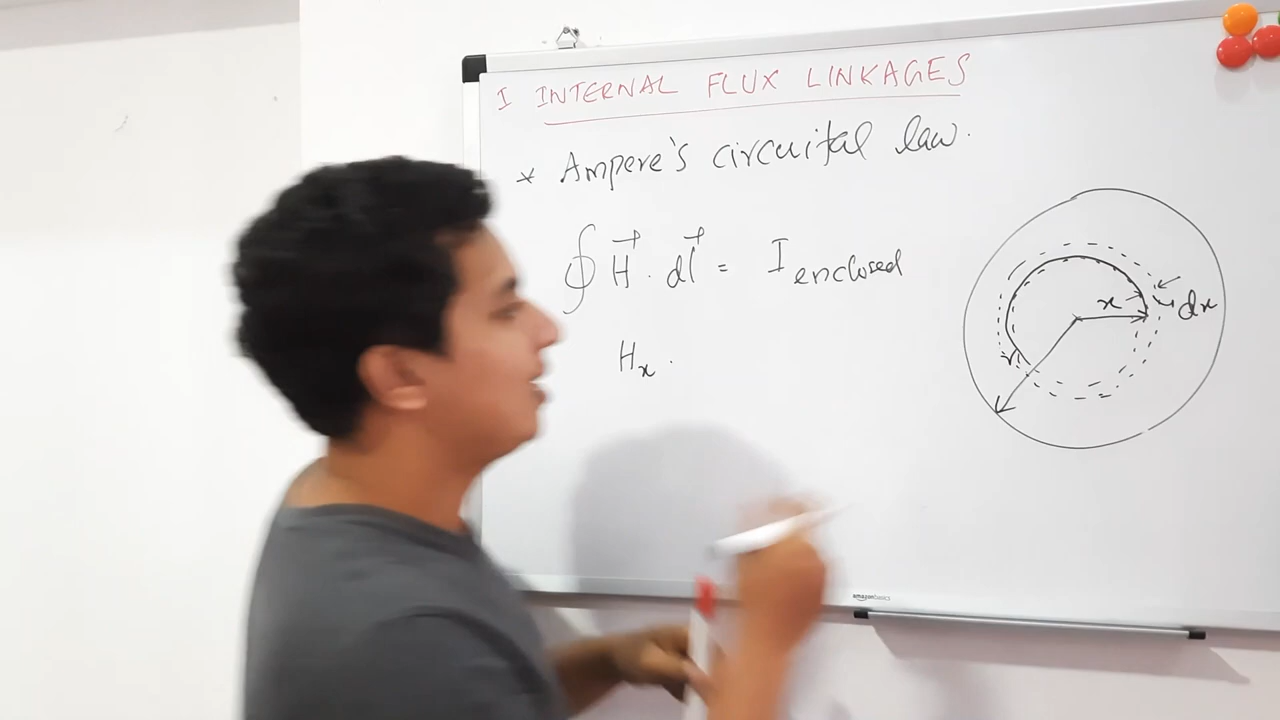 I INTERNAL FLUX LINKAGES
* Ampere's circuital law.
∮ H⃗ . dl⃗ = I enclosed
Hₓ .
x
dx
r
amazonbasics